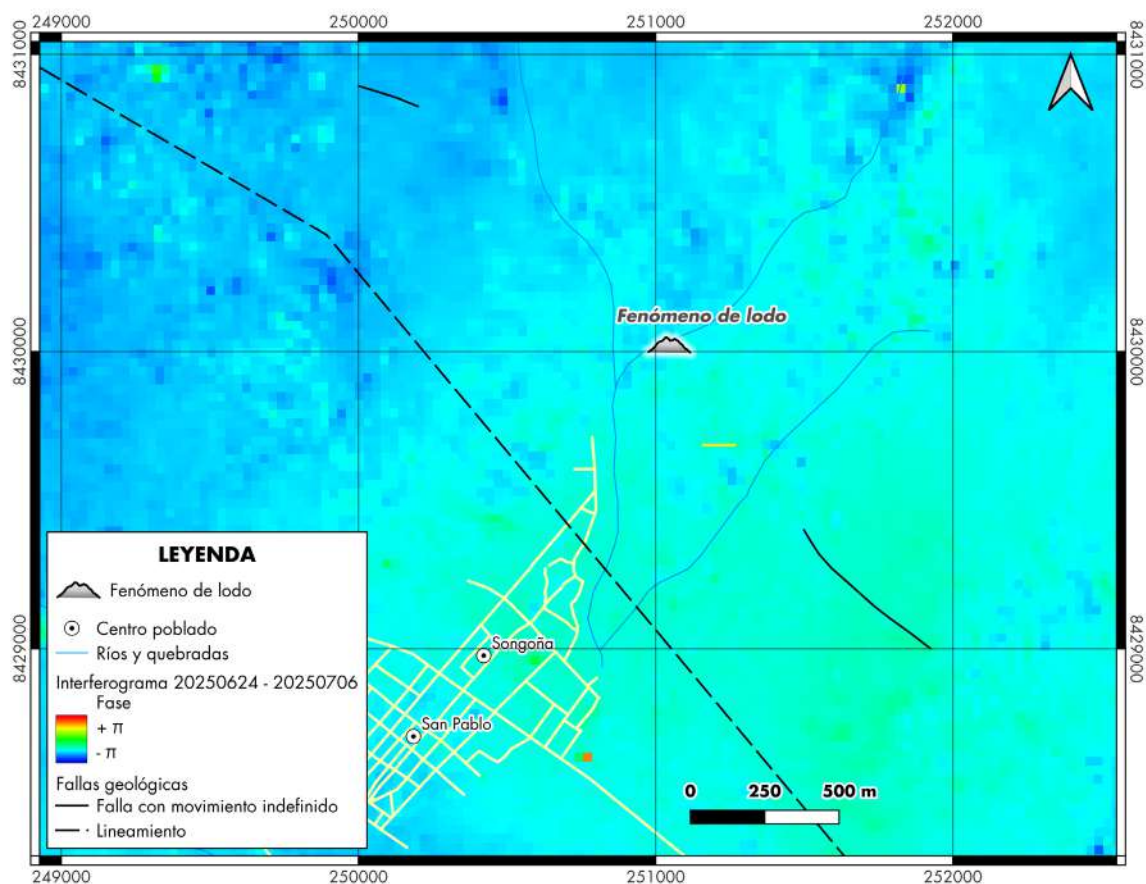 249000 250000 251000 252000
8431000 8431000
Fenómeno de lodo
8430000 8430000
LEYENDA
Fenómeno de lodo
Centro poblado
Ríos y quebradas
Interferograma 20250624 - 20250706
Fase
+ π
- π
Fallas geológicas
Falla con movimiento indefinido
Lineamiento
8429000 8429000
Songoña
San Pablo
0 250 500 m
249000 250000 251000 252000